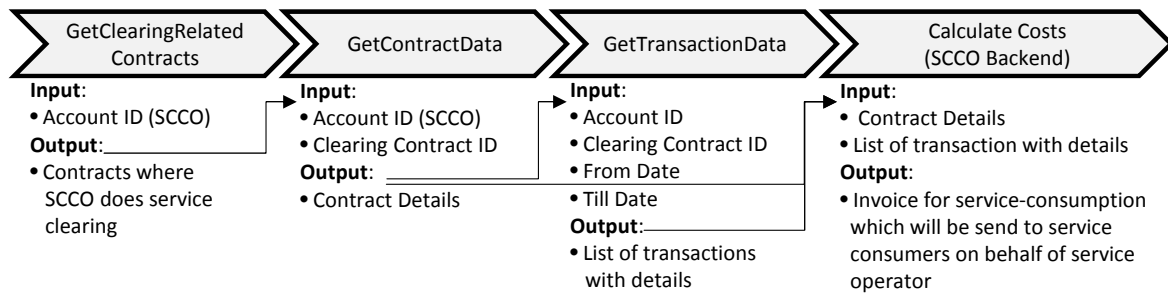 GetClearingRelated
Contracts
Input:
• Account ID (SCCO)
Output:
• Contracts where
SCCO does service
clearing
GetContractData
Input:
• Account ID (SCCO)
• Clearing Contract ID
Output:
• Contract Details
GetTransactionData
Input:
• Account ID
• Clearing Contract ID
• From Date
• Till Date
Output:
• List of transactions
with details
Calculate Costs
(SCCO Backend)
Input:
• Contract Details
• List of transaction with details
Output:
• Invoice for service-consumption
which will be send to service
consumers on behalf of service
operator